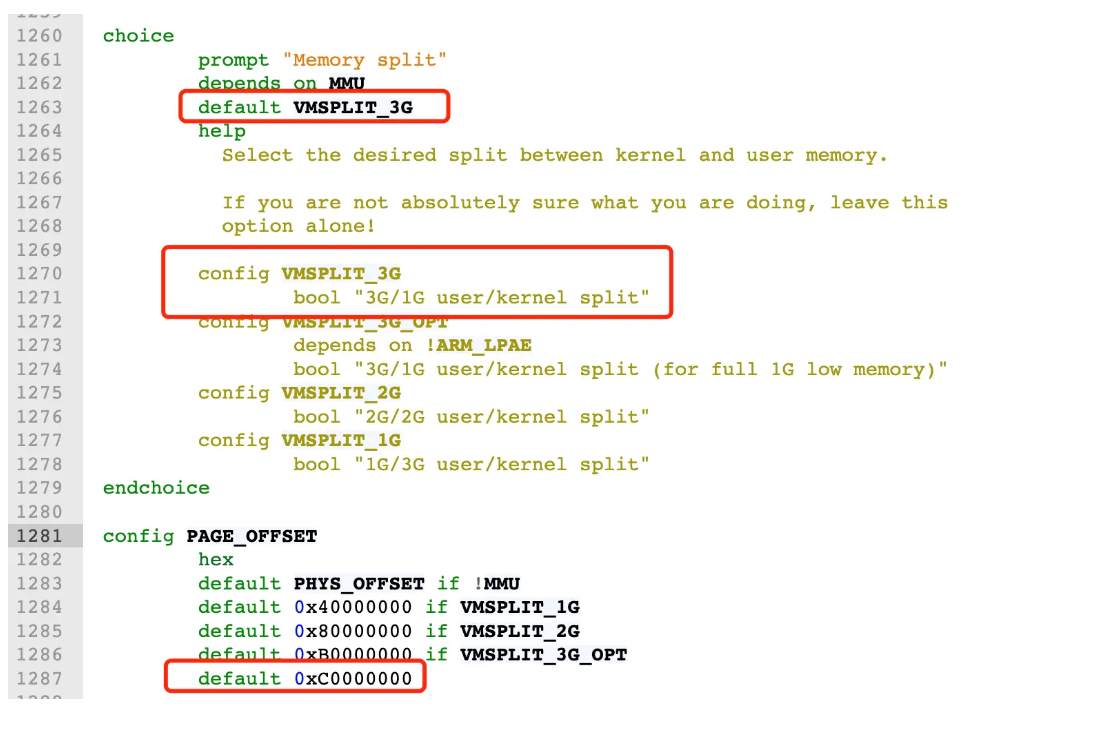 1260 choice
1261 prompt "Memory split"
1262 depends on MMU
1263 default VMSPLIT_3G
1264 help
1265 Select the desired split between kernel and user memory.
1266
1267 If you are not absolutely sure what you are doing, leave this
1268 option alone!
1269
1270 config VMSPLIT_3G
1271 bool "3G/1G user/kernel split"
1272 config VMSPLIT_3G_OPT
1273 depends on !ARM_LPAE
1274 bool "3G/1G user/kernel split (for full 1G low memory)"
1275 config VMSPLIT_2G
1276 bool "2G/2G user/kernel split"
1277 config VMSPLIT_1G
1278 bool "1G/3G user/kernel split"
1279 endchoice
1280
1281 config PAGE_OFFSET
1282 hex
1283 default PHYS_OFFSET if !MMU
1284 default 0x40000000 if VMSPLIT_1G
1285 default 0x80000000 if VMSPLIT_2G
1286 default 0xB0000000 if VMSPLIT_3G_OPT
1287 default 0xC0000000